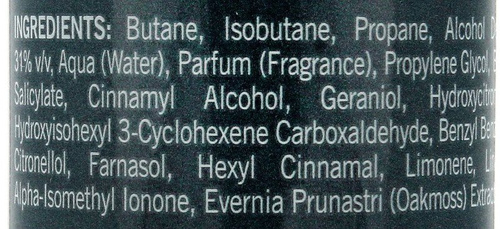 INGREDIENTS: Butane, Isobutane, Propane, Alcohol
31% v/v, Aqua (Water), Parfum (Fragrance), Propylene Glycol,
Salicylate, Cinnamyl Alcohol, Geraniol,
Hydroxyisohexyl 3-Cyclohexene Carboxaldehyde, Benzyl
Citronellol, Farnasol, Hexyl Cinnamal, Limonene,
Alpha-Isomethyl Ionone, Evernia Prunastri (Oakmoss)